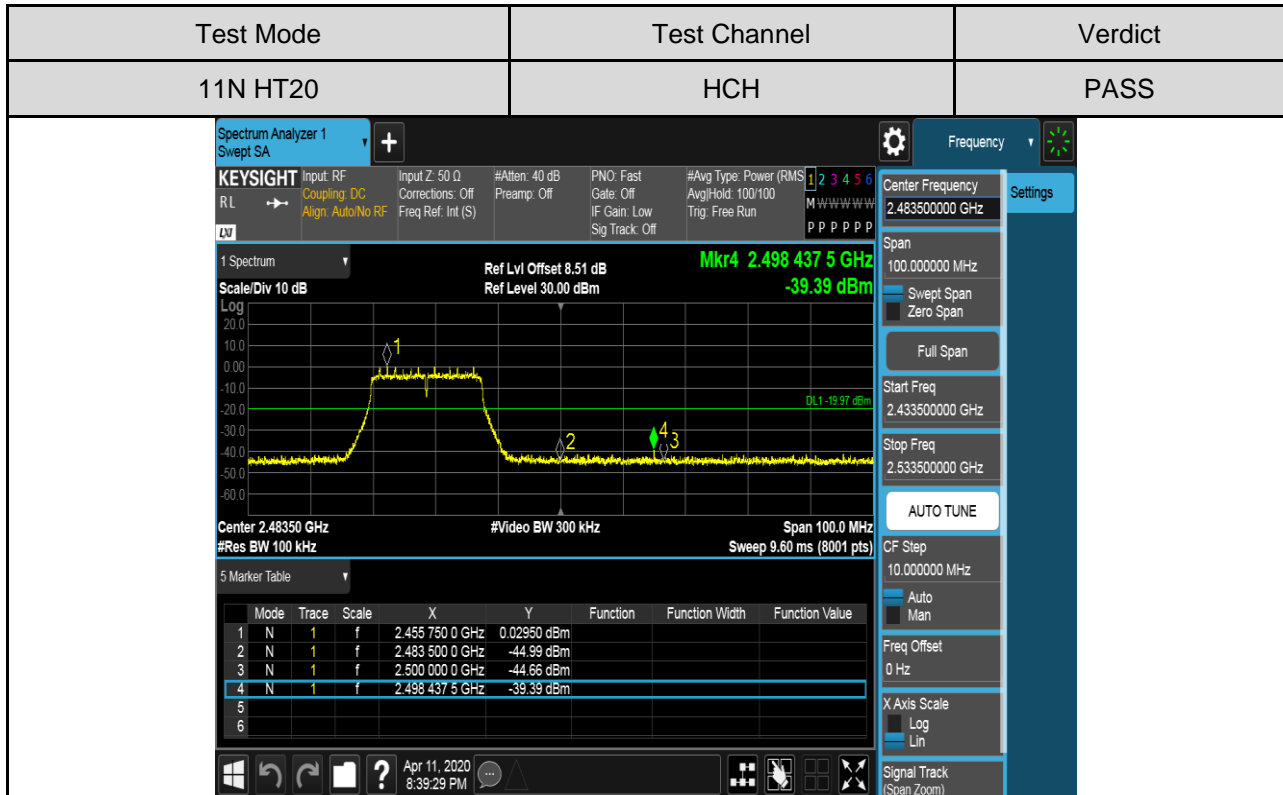 Test Mode Test Channel Verdict
11N HT20 HCH PASS
Spectrum Analyzer 1
Swept SA
+
Frequency
KEYSIGHT
RL
LXI
Input: RF
Coupling: DC
Align: Auto/No RF
Input Z: 50 Ω
Corrections: Off
Freq Ref: Int (S)
#Atten: 40 dB
Preamp: Off
PNO: Fast
Gate: Off
IF Gain: Low
Sig Track: Off
#Avg Type: Power (RMS
Avg|Hold: 100/100
Trig: Free Run
1 2 3 4 5 6
M W W W W W
P P P P P P
1 Spectrum
Scale/Div 10 dB
Ref Lvl Offset 8.51 dB
Ref Level 30.00 dBm
Mkr4 2.498 437 5 GHz
-39.39 dBm
Log
20.0
10.0
0.00
-10.0
-20.0
-30.0
-40.0
-50.0
-60.0
1
2
4
3
DL1 -19.97 dBm
Center 2.48350 GHz
#Res BW 100 kHz
#Video BW 300 kHz
Span 100.0 MHz
Sweep 9.60 ms (8001 pts)
5 Marker Table
Mode Trace Scale X Y Function Function Width Function Value
1 N 1 f 2.455 750 0 GHz 0.02950 dBm
2 N 1 f 2.483 500 0 GHz -44.99 dBm
3 N 1 f 2.500 000 0 GHz -44.66 dBm
4 N 1 f 2.498 437 5 GHz -39.39 dBm
5
6
?
Apr 11, 2020
8:39:29 PM
Center Frequency
2.483500000 GHz
Settings
Span
100.000000 MHz
Swept Span
Zero Span
Full Span
Start Freq
2.433500000 GHz
Stop Freq
2.533500000 GHz
AUTO TUNE
CF Step
10.000000 MHz
Auto
Man
Freq Offset
0 Hz
X Axis Scale
Log
Lin
Signal Track
(Span Zoom)